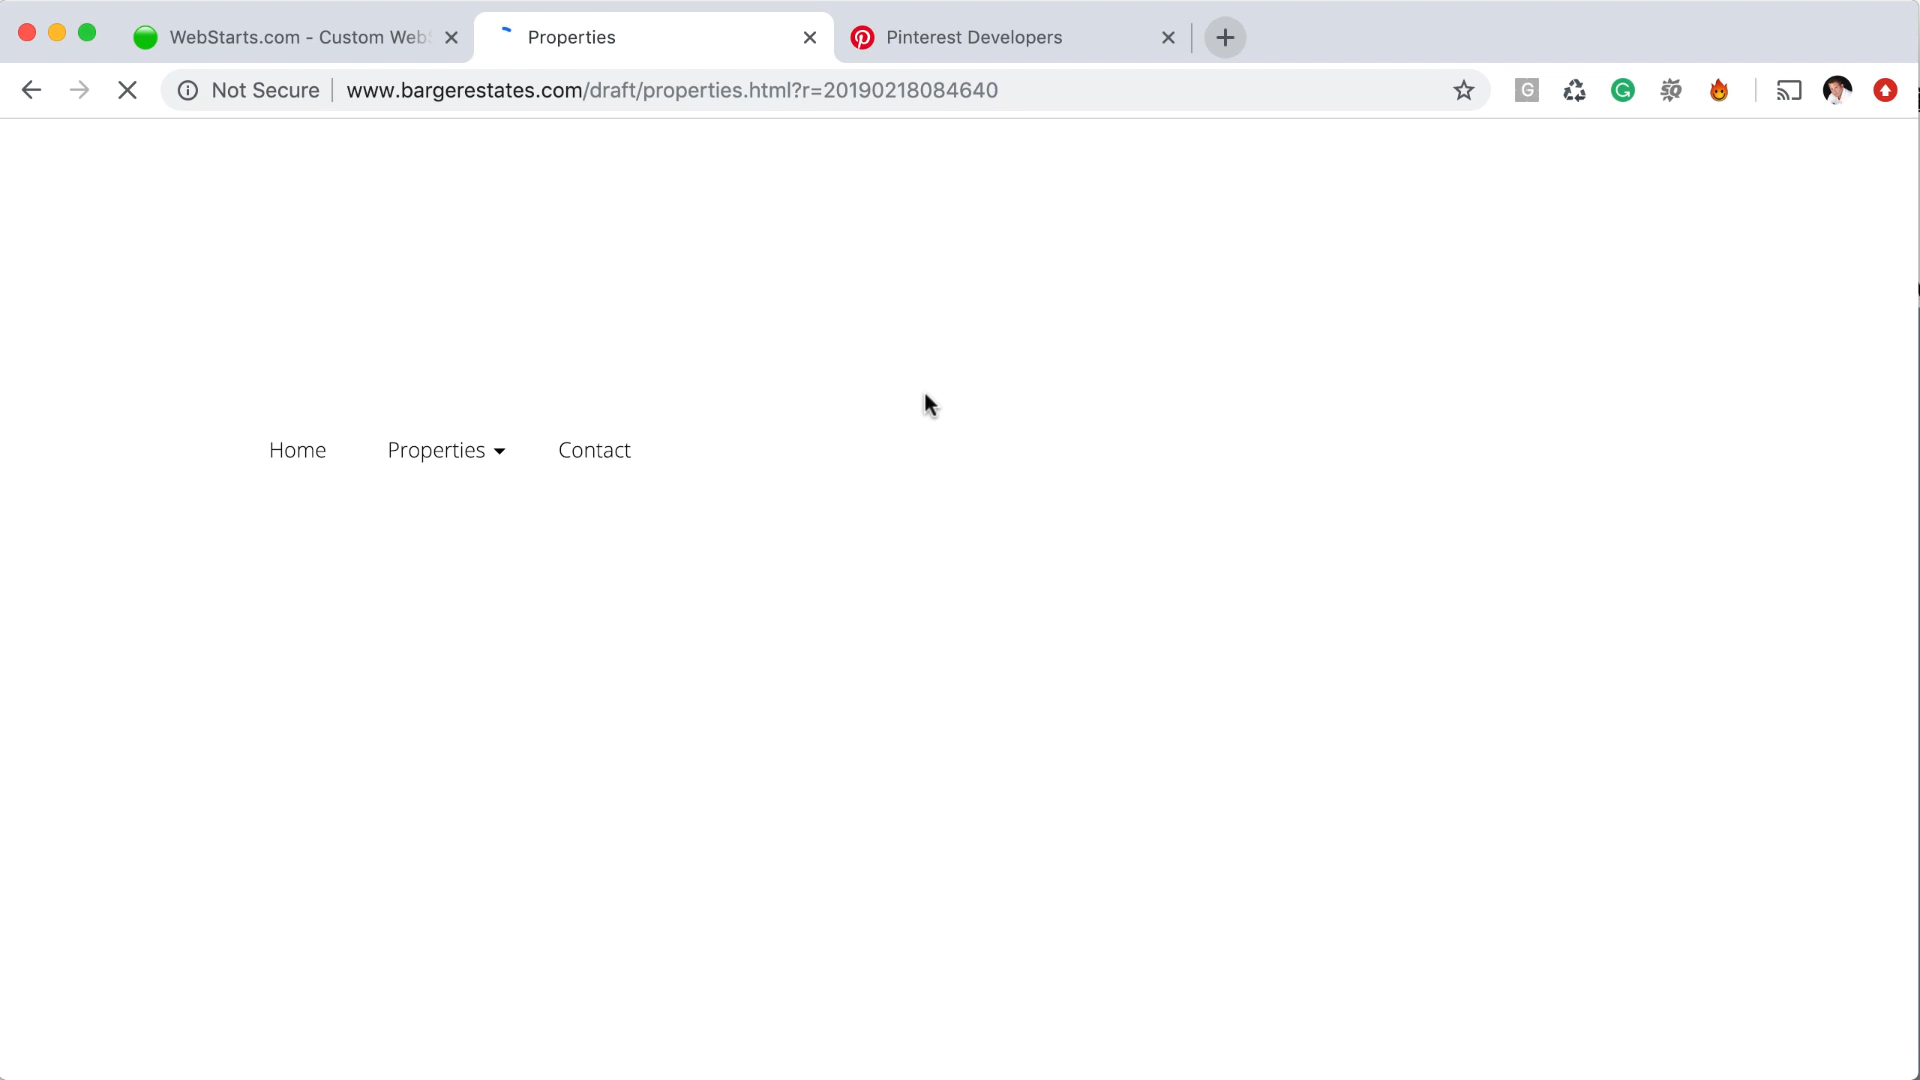 WebStarts.com - Custom Web
Properties
Pinterest Developers
Not Secure
www.bargerestates.com/draft/properties.html?r=20190218084640
G
SQ
Home
Properties
Contact